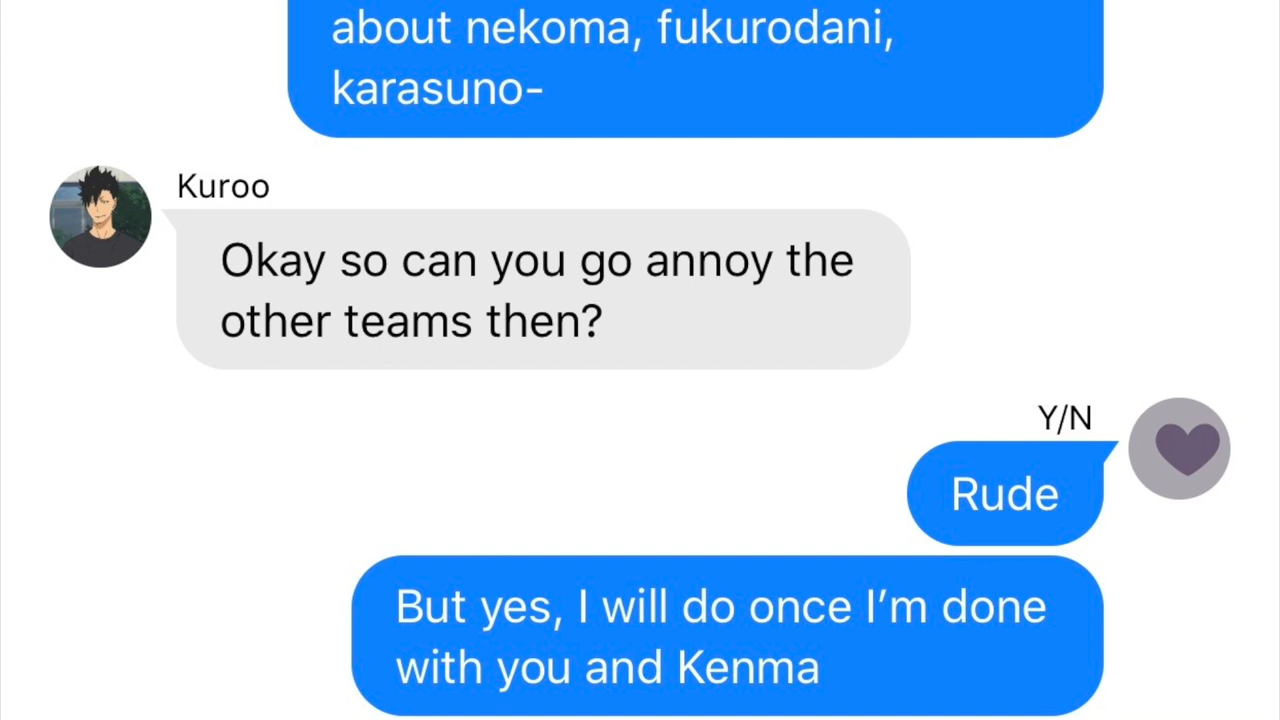 about nekoma, fukurodani,
karasuno-
Kuroo
Okay so can you go annoy the
other teams then?
Y/N
Rude
But yes, I will do once I’m done
with you and Kenma